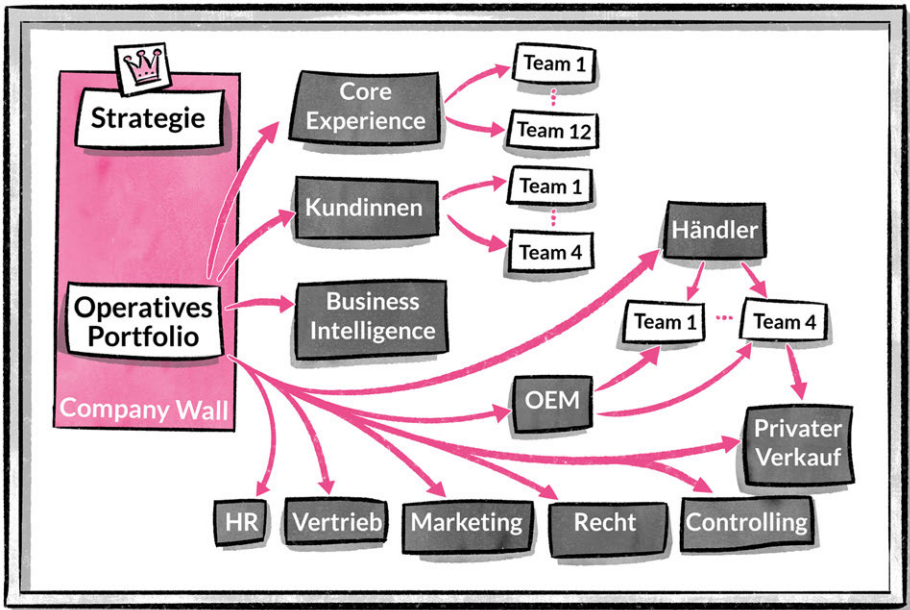 Strategie
Operatives
Portfolio
Company Wall
Core
Experience
Team 1
Team 12
Kundinnen
Team 1
Team 4
Business
Intelligence
Händler
Team 1
Team 4
OEM
Privater
Verkauf
HR
Vertrieb
Marketing
Recht
Controlling